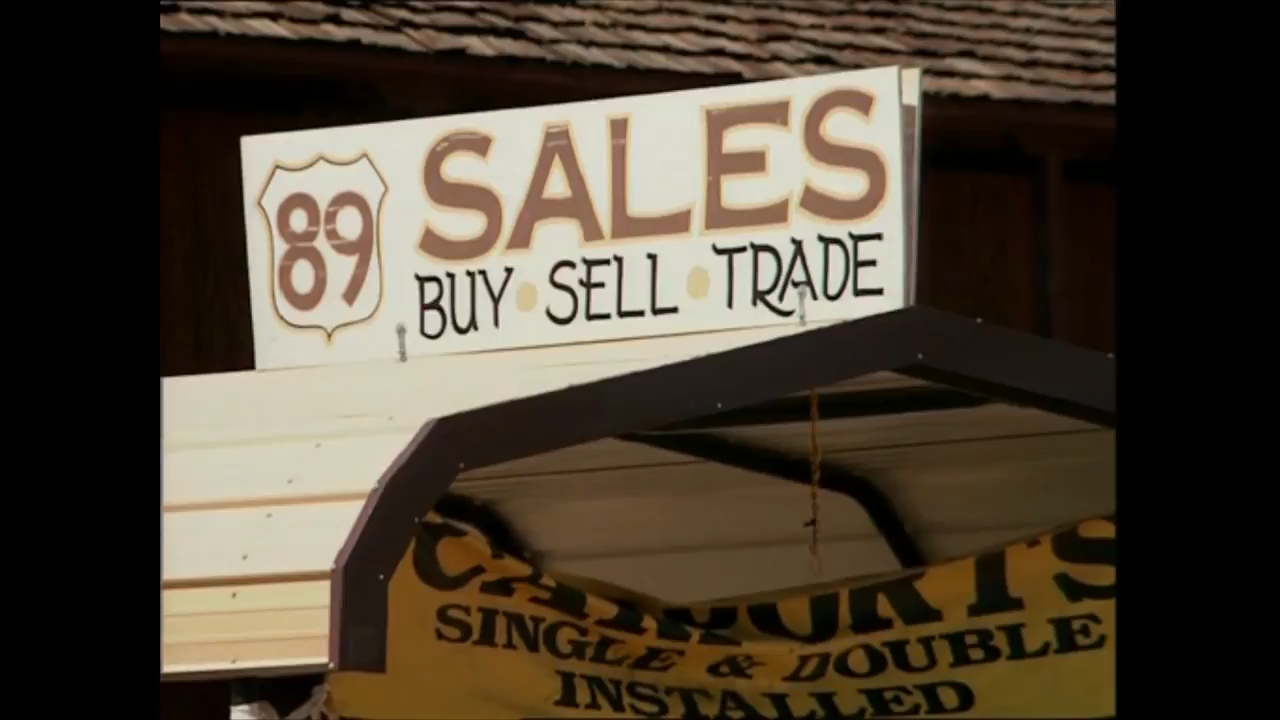 89
SALES
BUY • SELL • TRADE
CARPORTS
SINGLE & DOUBLE
INSTALLED